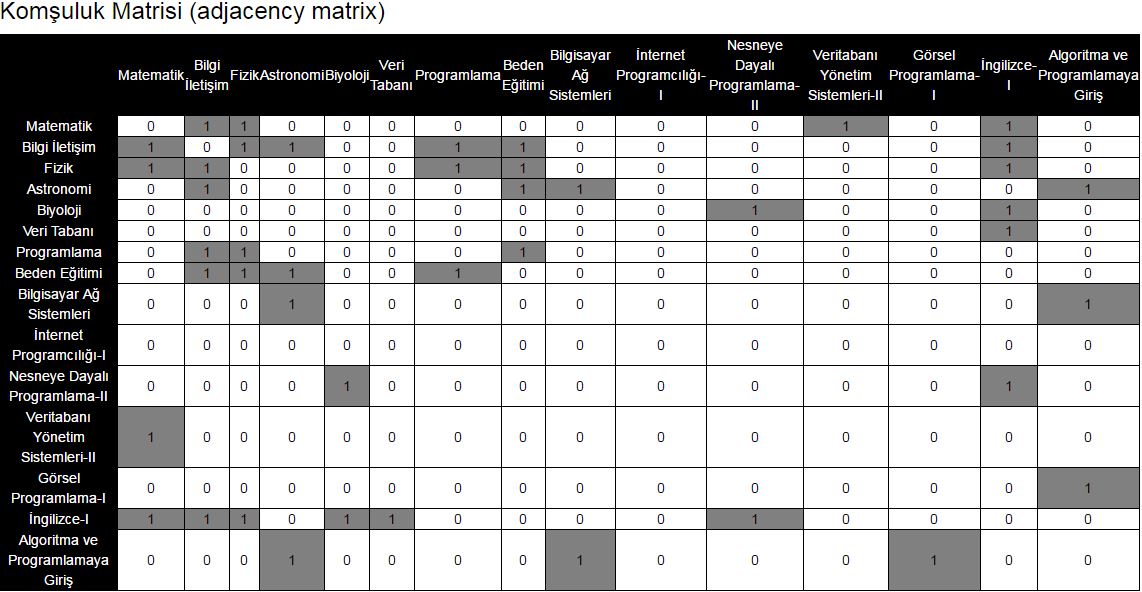 Komşuluk Matrisi (adjacency matrix)
Matematik Bilgi İletişim Fizik Astronomi Biyoloji Veri Tabanı Programlama Beden Eğitimi Bilgisayar Ağ Sistemleri İnternet Programcılığı-I Nesneye Dayalı Programlama-II Veritabanı Yönetim Sistemleri-II Görsel Programlama-I İngilizce-I Algoritma ve Programlamaya Giriş
Matematik 0 1 1 0 0 0 0 0 0 0 0 1 0 1 0
Bilgi İletişim 1 0 1 1 0 0 1 1 0 0 0 0 0 1 0
Fizik 1 1 0 0 0 0 1 1 0 0 0 0 0 1 0
Astronomi 0 1 0 0 0 0 0 1 1 0 0 0 0 0 1
Biyoloji 0 0 0 0 0 0 0 0 0 0 1 0 0 1 0
Veri Tabanı 0 0 0 0 0 0 0 0 0 0 0 0 0 1 0
Programlama 0 1 1 0 0 0 0 1 0 0 0 0 0 0 0
Beden Eğitimi 0 1 1 1 0 0 1 0 0 0 0 0 0 0 0
Bilgisayar Ağ Sistemleri 0 0 0 1 0 0 0 0 0 0 0 0 0 0 1
İnternet Programcılığı-I 0 0 0 0 0 0 0 0 0 0 0 0 0 0 0
Nesneye Dayalı Programlama-II 0 0 0 0 1 0 0 0 0 0 0 0 0 1 0
Veritabanı Yönetim Sistemleri-II 1 0 0 0 0 0 0 0 0 0 0 0 0 0 0
Görsel Programlama-I 0 0 0 0 0 0 0 0 0 0 0 0 0 0 1
İngilizce-I 1 1 1 0 1 1 0 0 0 0 1 0 0 0 0
Algoritma ve Programlamaya Giriş 0 0 0 1 0 0 0 0 1 0 0 0 1 0 0